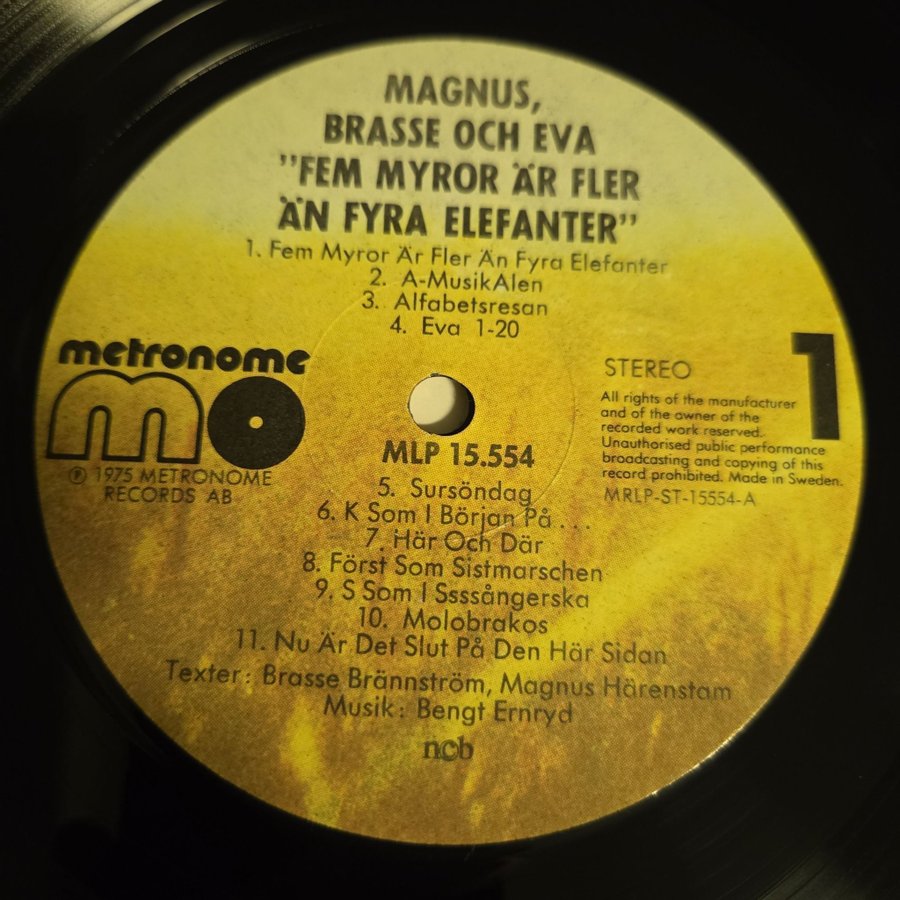 MAGNUS,
BRASSE OCH EVA
"FEM MYROR ÄR FLER
ÄN FYRA ELEFANTER"
1. Fem Myror Är Fler Än Fyra Elefanter
2. A-MusikAlen
3. Alfabetsresan
4. Eva 1-20
metronome
mo
℗ 1975 METRONOME
RECORDS AB
STEREO
1
All rights of the manufacturer
and of the owner of the
recorded work reserved.
Unauthorised public performance
broadcasting and copying of this
record prohibited. Made in Sweden.
MRLP-ST-15554-A
MLP 15.554
5. Sursöndag
6. K Som I Början På . . .
7. Här Och Där
8. Först Som Sistmarschen
9. S Som I Ssssångerska
10. Molobrakos
11. Nu Är Det Slut På Den Här Sidan
Texter: Brasse Brännström, Magnus Härenstam
Musik: Bengt Ernryd
ncb